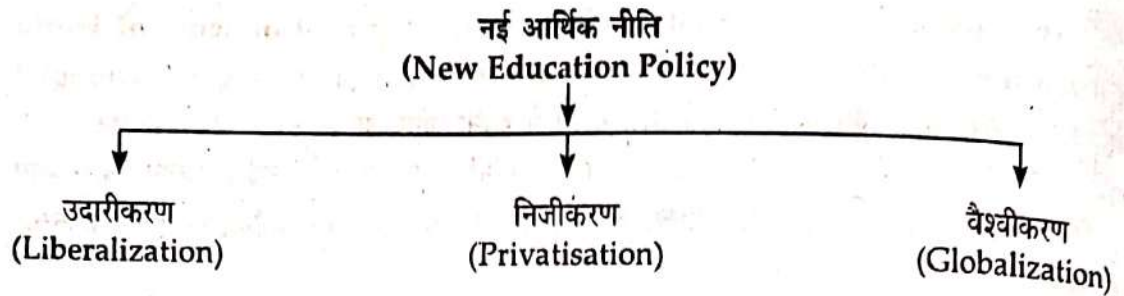 नई आर्थिक नीति
(New Education Policy)
उदारीकरण
(Liberalization)
निजीकरण
(Privatisation)
वैश्वीकरण
(Globalization)